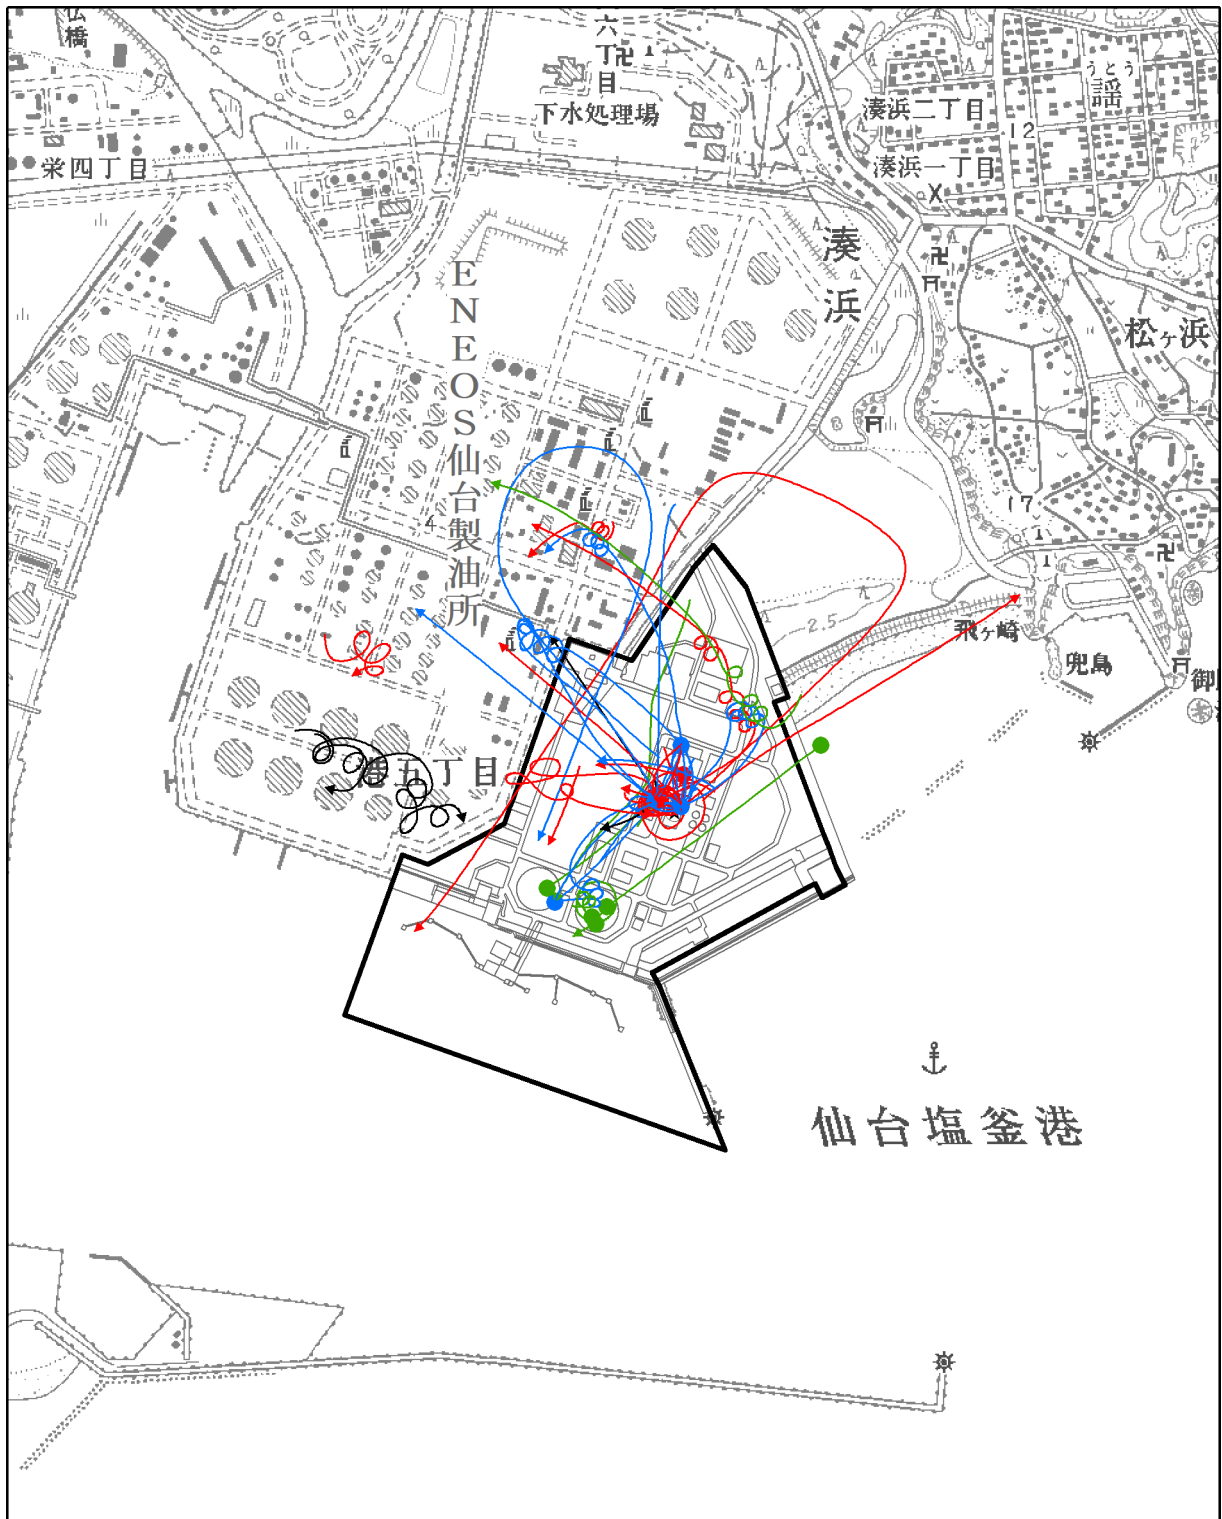 橋
六丁目
下水処理場
栄四丁目
うとう
謡
湊浜二丁目
12
湊浜一丁目
湊浜
松ヶ浜
ENEOS仙台製油所
4
17
2.5
飛ヶ崎
兜島
御
港五丁目
仙台塩釜港